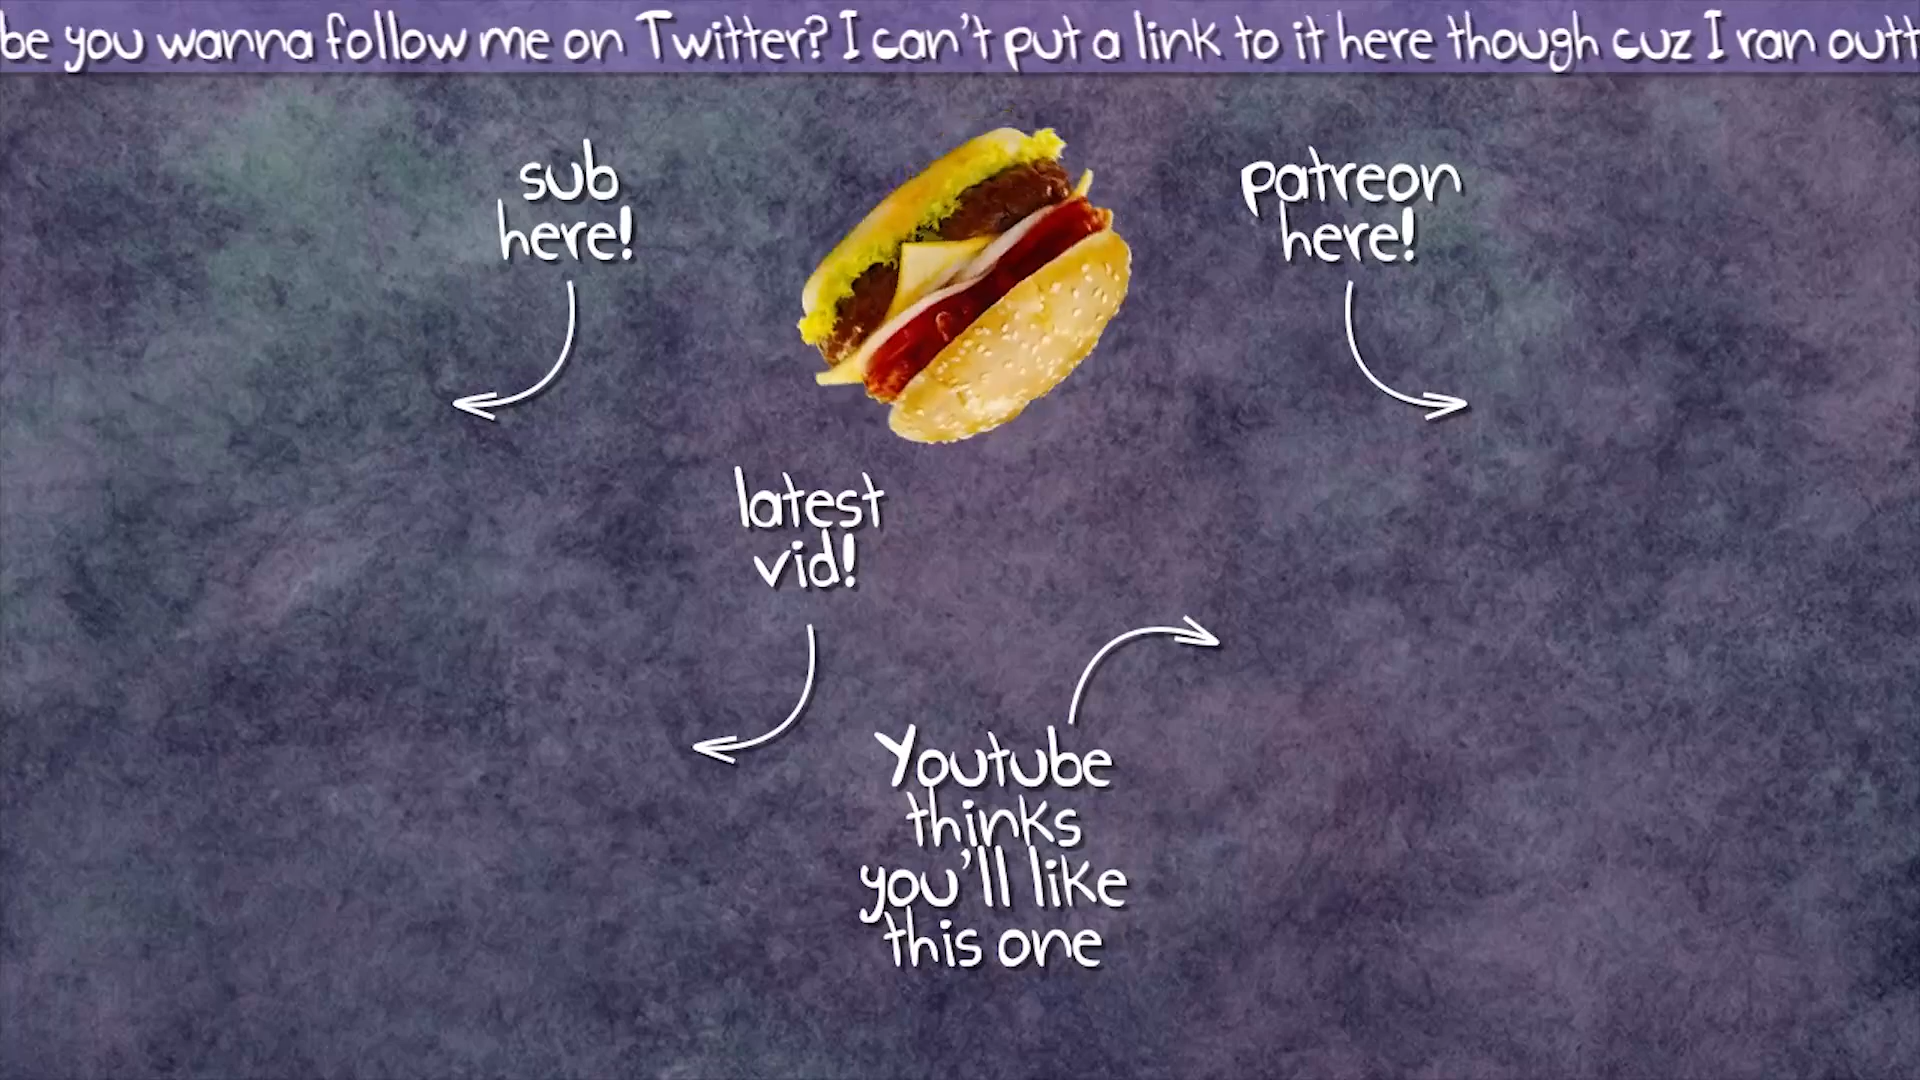 be you wanna follow me on Twitter? I can't put a link to it here though cuz I ran outt
sub
here!
patreon
here!
latest
vid!
Youtube
thinks
you'll like
this one